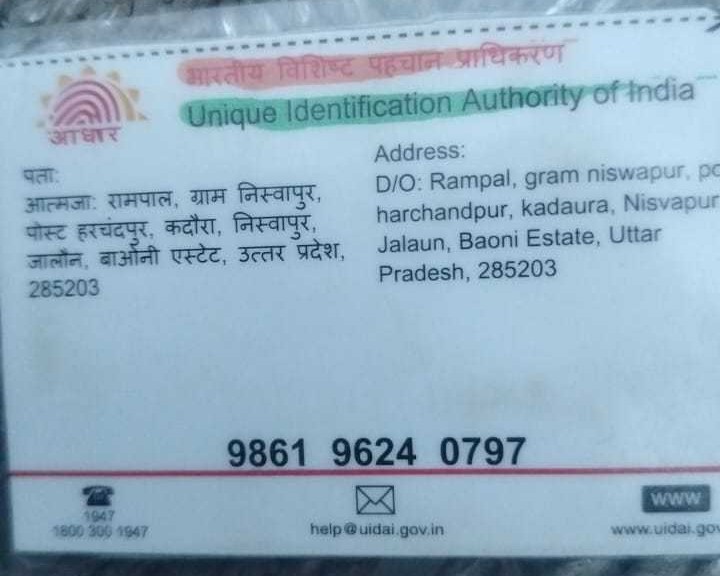 भारतीय विशिष्ट पहचान प्राधिकरण
Unique Identification Authority of India
आधार
पता:
आत्मजा: रामपाल, ग्राम निस्वापुर,
पोस्ट हरचंदपुर, कदौरा, निस्वापुर,
जालौन, बाओनी एस्टेट, उत्तर प्रदेश,
285203
Address:
D/O: Rampal, gram niswapur,
harchandpur, kadaura, Nisvapur
Jalaun, Baoni Estate, Uttar
Pradesh, 285203
9861 9624 0797
1947
1800 300 1947
help@uidai.gov.in
www
www.uidai.gov